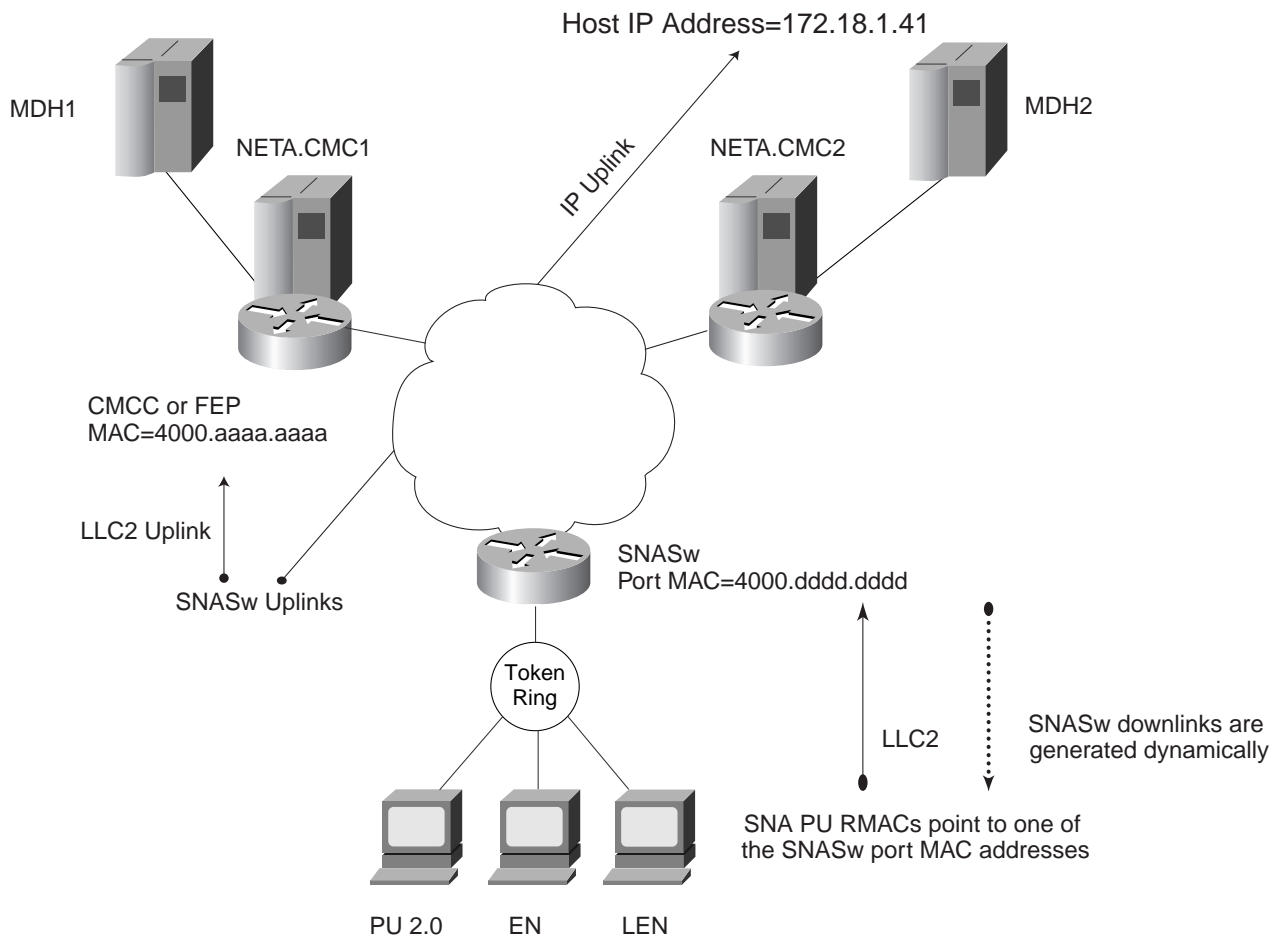 Host IP Address=172.18.1.41
MDH1
MDH2
NETA.CMC1
NETA.CMC2
IP Uplink
CMCC or FEP
MAC=4000.aaaa.aaaa
LLC2 Uplink
SNASw Uplinks
SNASw
Port MAC=4000.dddd.dddd
Token
Ring
LLC2
SNASw downlinks are
generated dynamically
SNA PU RMACs point to one of
the SNASw port MAC addresses
PU 2.0
EN
LEN